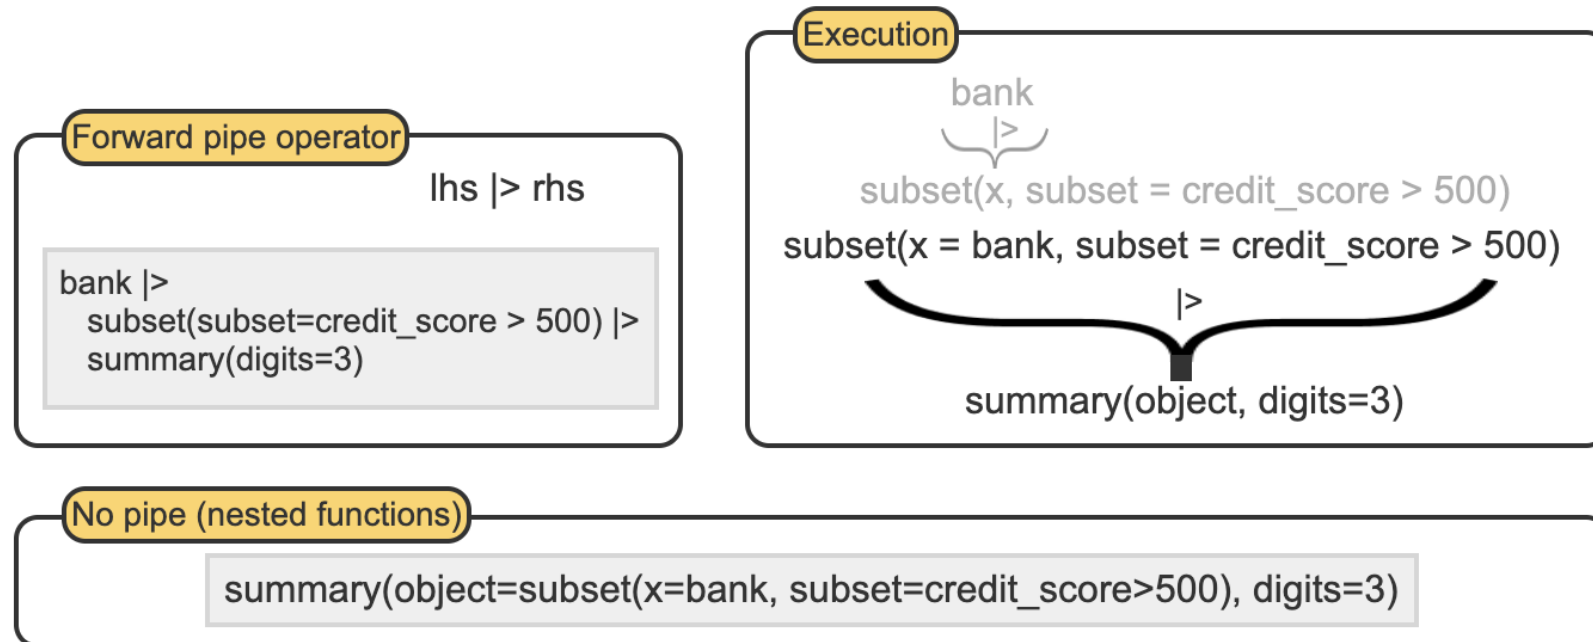 Forward pipe operator
lhs |> rhs
bank |>
subset(subset=credit_score > 500) |>
summary(digits=3)
Execution
bank
|>
subset(x, subset = credit_score > 500)
subset(x = bank, subset = credit_score > 500)
|>
summary(object, digits=3)
No pipe (nested functions)
summary(object=subset(x=bank, subset=credit_score>500), digits=3)